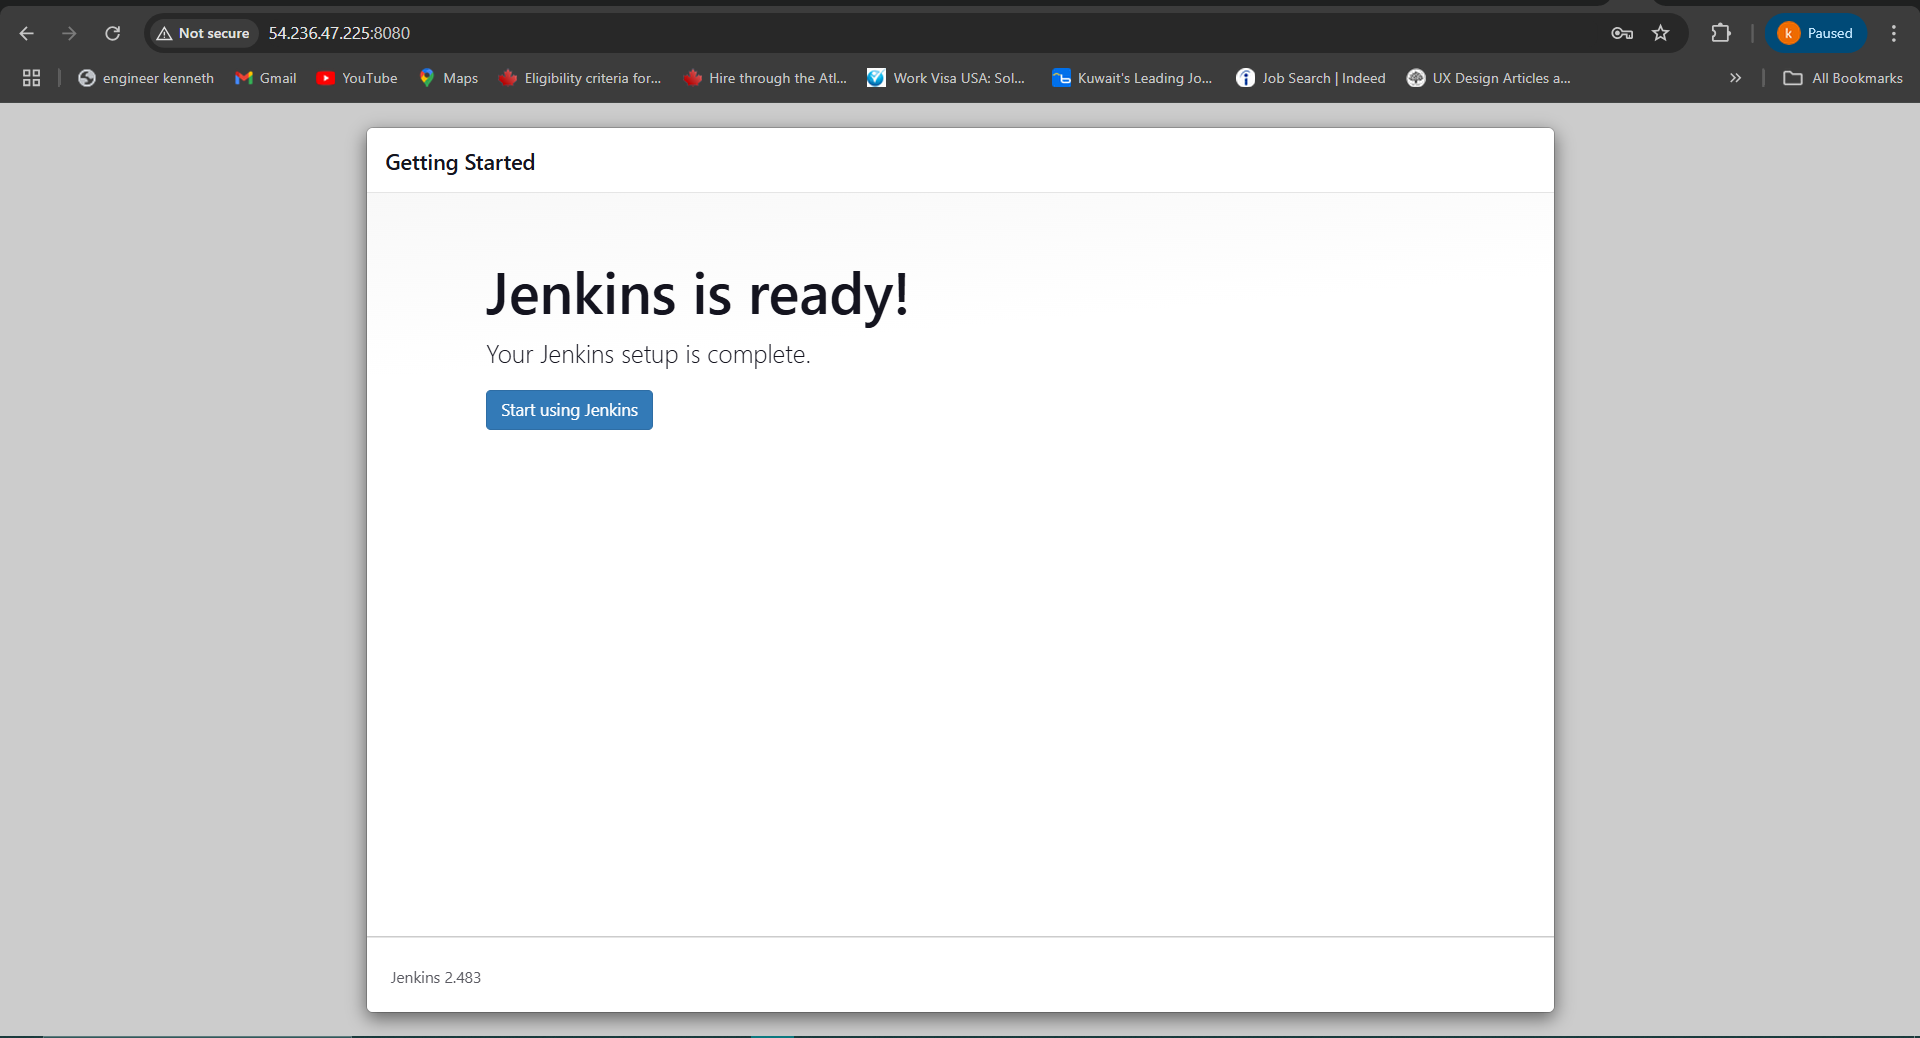 Not secure 54.236.47.225:8080
k Paused
engineer kenneth Gmail YouTube Maps Eligibility criteria for... Hire through the Atl... Work Visa USA: Sol... Kuwait's Leading Jo... Job Search | Indeed UX Design Articles a... » All Bookmarks
Getting Started
Jenkins is ready!
Your Jenkins setup is complete.
Start using Jenkins
Jenkins 2.483